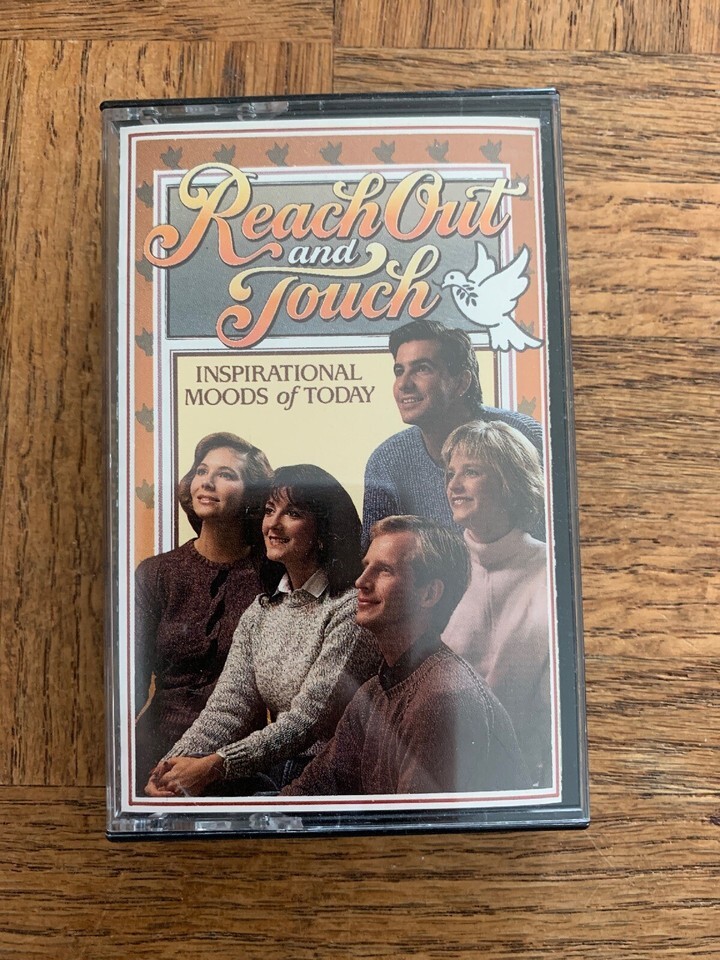 Reach Out
and
Touch
INSPIRATIONAL
MOODS of TODAY